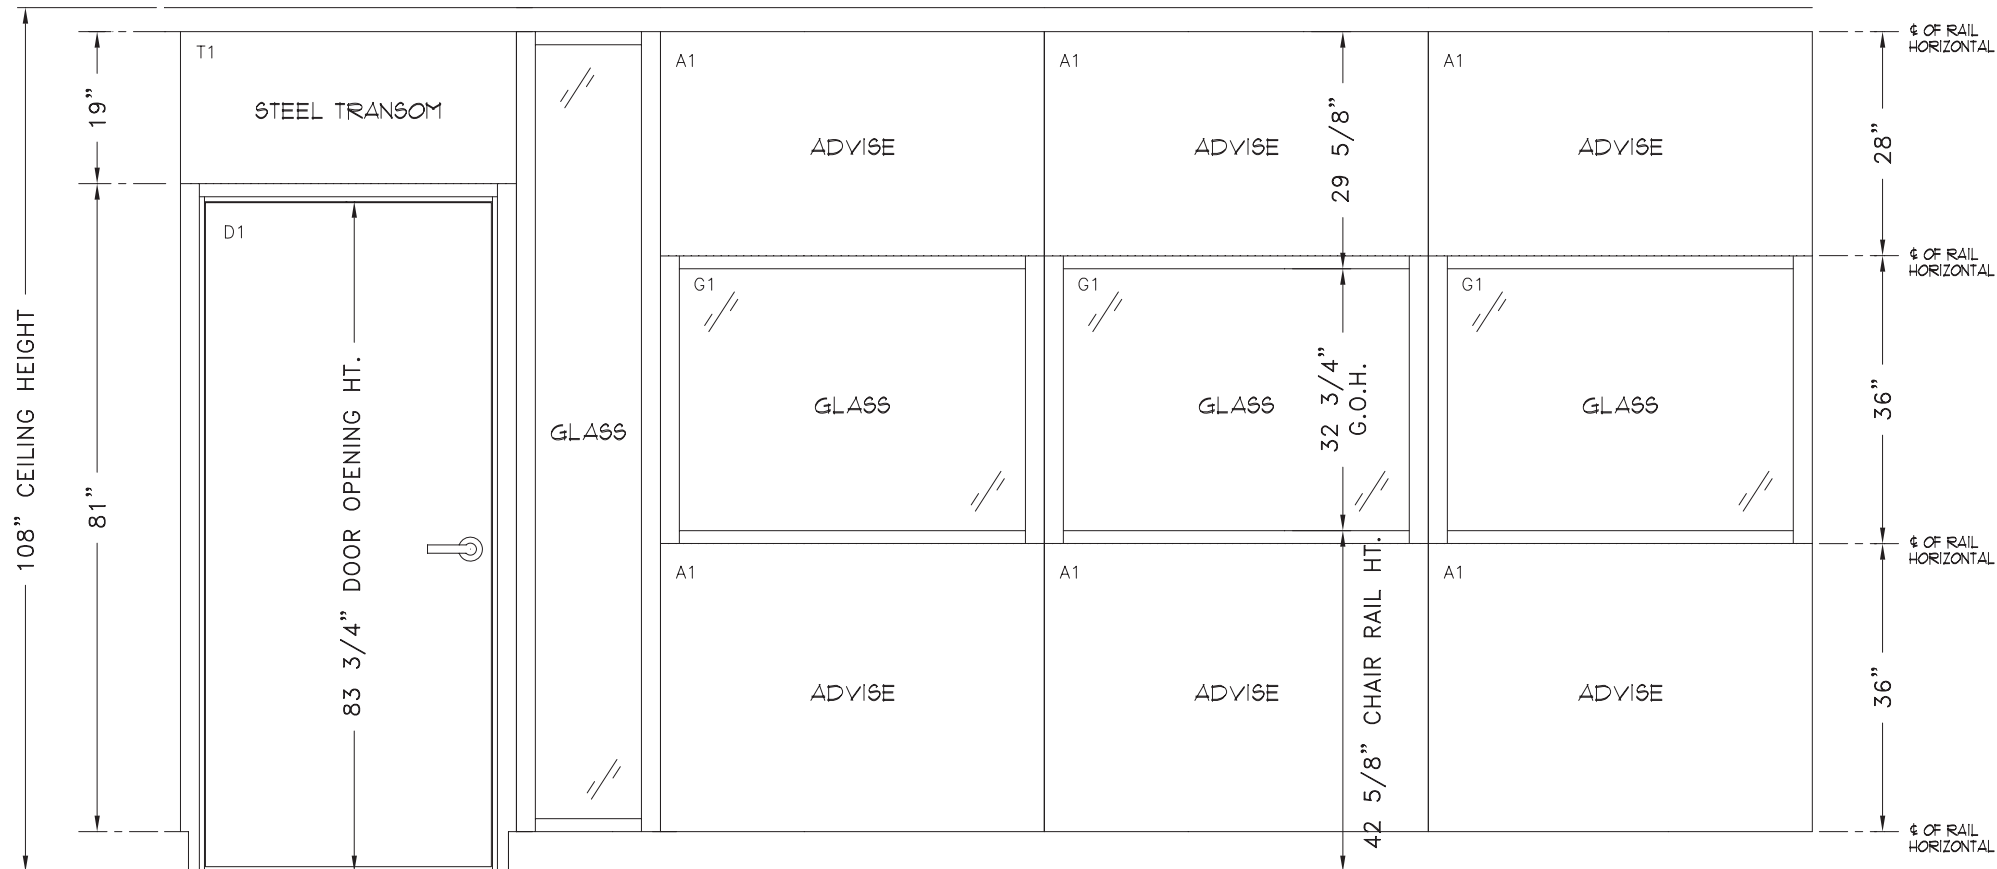 ℄ OF RAIL
HORIZONTAL
T1
A1
A1
A1
19”
STEEL TRANSOM
ADVISE
ADVISE
29 5/8”
ADVISE
28”
D1
℄ OF RAIL
HORIZONTAL
G1
G1
G1
108” CEILING HEIGHT
81”
83 3/4” DOOR OPENING HT.
GLASS
GLASS
GLASS
32 3/4”
G.O.H.
GLASS
36”
℄ OF RAIL
HORIZONTAL
A1
A1
A1
ADVISE
ADVISE
42 5/8” CHAIR RAIL HT.
ADVISE
36”
℄ OF RAIL
HORIZONTAL